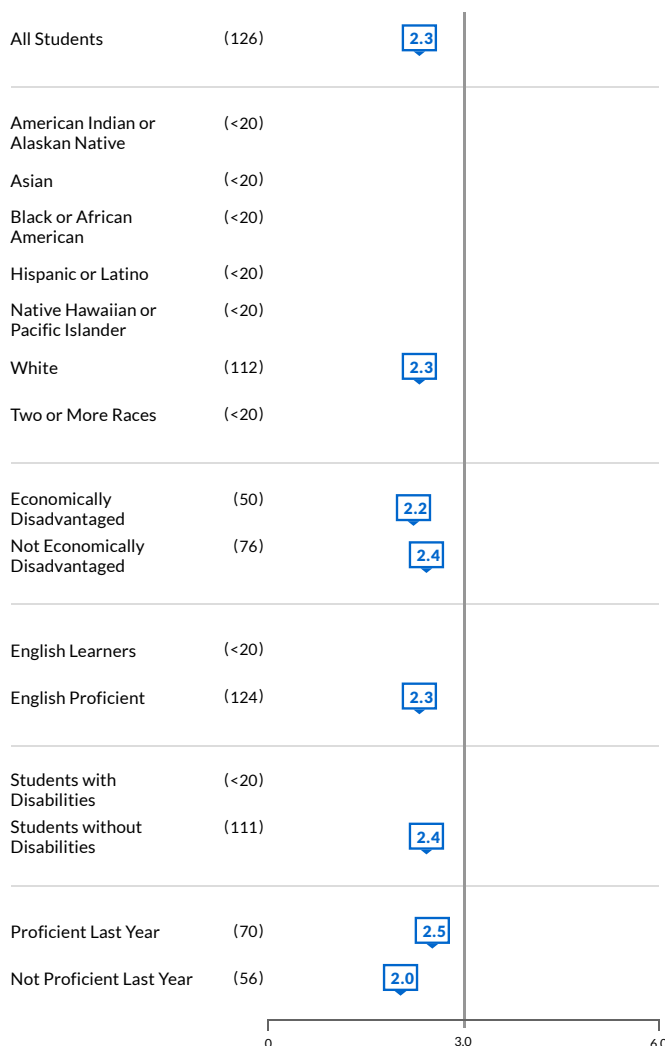 All Students (126) 2.3
American Indian or (<20)
Alaskan Native
Asian (<20)
Black or African (<20)
American
Hispanic or Latino (<20)
Native Hawaiian or (<20)
Pacific Islander
White (112) 2.3
Two or More Races (<20)
Economically (50) 2.2
Disadvantaged
Not Economically (76) 2.4
Disadvantaged
English Learners (<20)
English Proficient (124) 2.3
Students with (<20)
Disabilities
Students without (111) 2.4
Disabilities
Proficient Last Year (70) 2.5
Not Proficient Last Year (56) 2.0
0 3.0 6.0